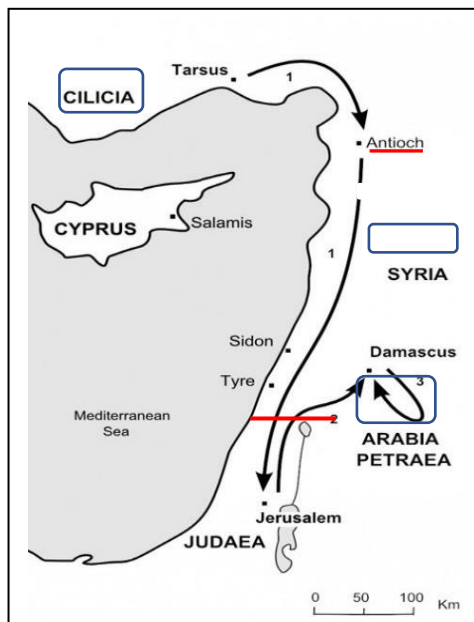 Tarsus
1
CILICIA
Antioch
CYPRUS
Salamis
1
SYRIA
Sidon
Damascus
Tyre
3
Mediterranean
Sea
2
ARABIA
PETRAEA
Jerusalem
JUDAEA
0 50 100 Km